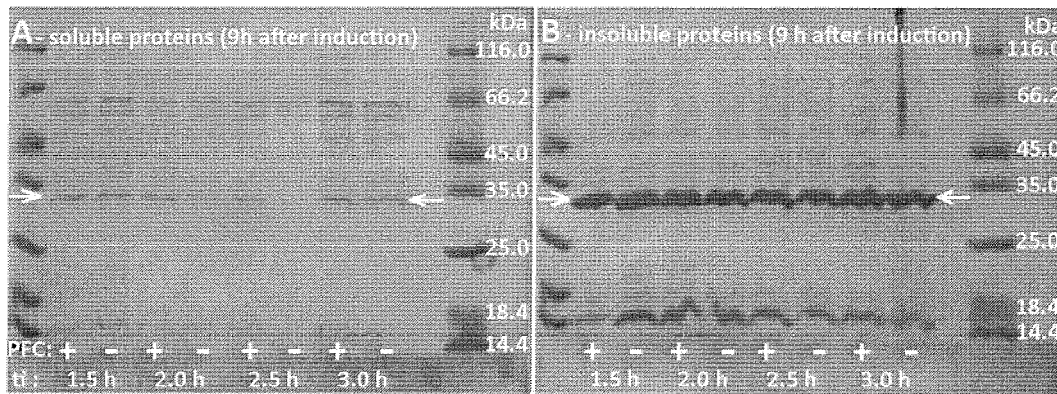 A - soluble proteins (9h after induction)
kDa
116.0
66.2
45.0
35.0
25.0
18.4
14.4
PFC: + - + - + - + -
ti : 1.5 h 2.0 h 2.5 h 3.0 h
B - insoluble proteins (9 h after induction)
kDa
116.0
66.2
45.0
35.0
25.0
18.4
14.4
+ - + - + - + -
1.5 h 2.0 h 2.5 h 3.0 h